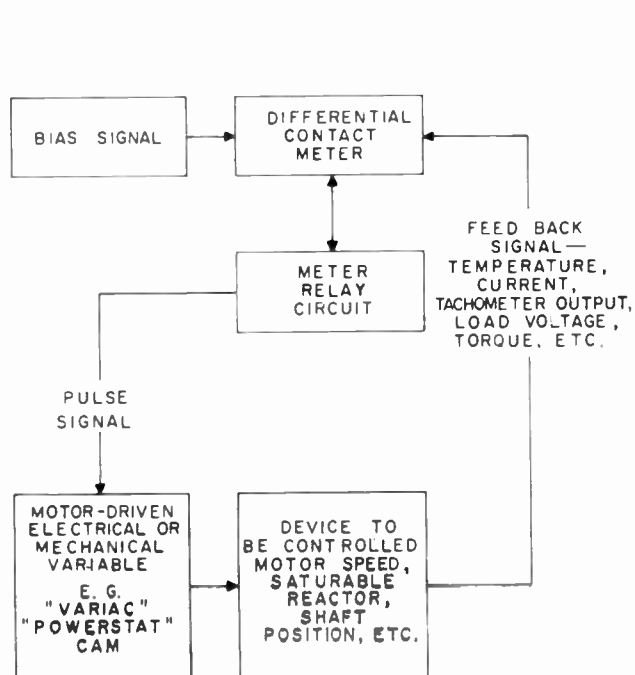 BIAS SIGNAL
DIFFERENTIAL
CONTACT
METER
FEED BACK
SIGNAL—
TEMPERATURE,
CURRENT,
TACHOMETER OUTPUT,
LOAD VOLTAGE,
TORQUE, ETC.
METER
RELAY
CIRCUIT
PULSE
SIGNAL
MOTOR-DRIVEN
ELECTRICAL OR
MECHANICAL
VARIABLE
E. G.
"VARIAC"
"POWERSTAT"
CAM
DEVICE TO
BE CONTROLLED
MOTOR SPEED,
SATURABLE
REACTOR,
SHAFT
POSITION, ETC.